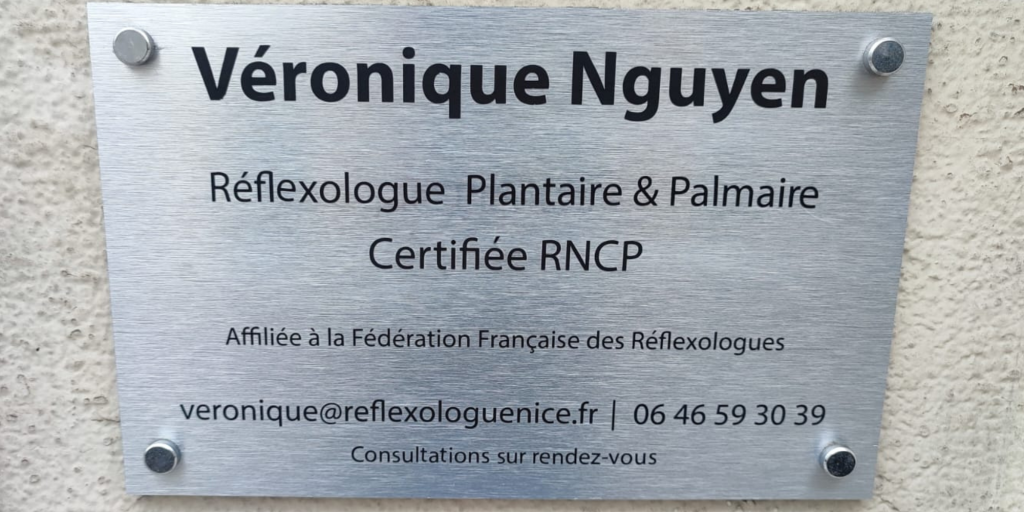 Véronique Nguyen
Réflexologue Plantaire & Palmaire
Certifiée RNCP
Affiliée à la Fédération Française des Réflexologues
veronique@reflexologuenice.fr | 06 46 59 30 39
Consultations sur rendez-vous